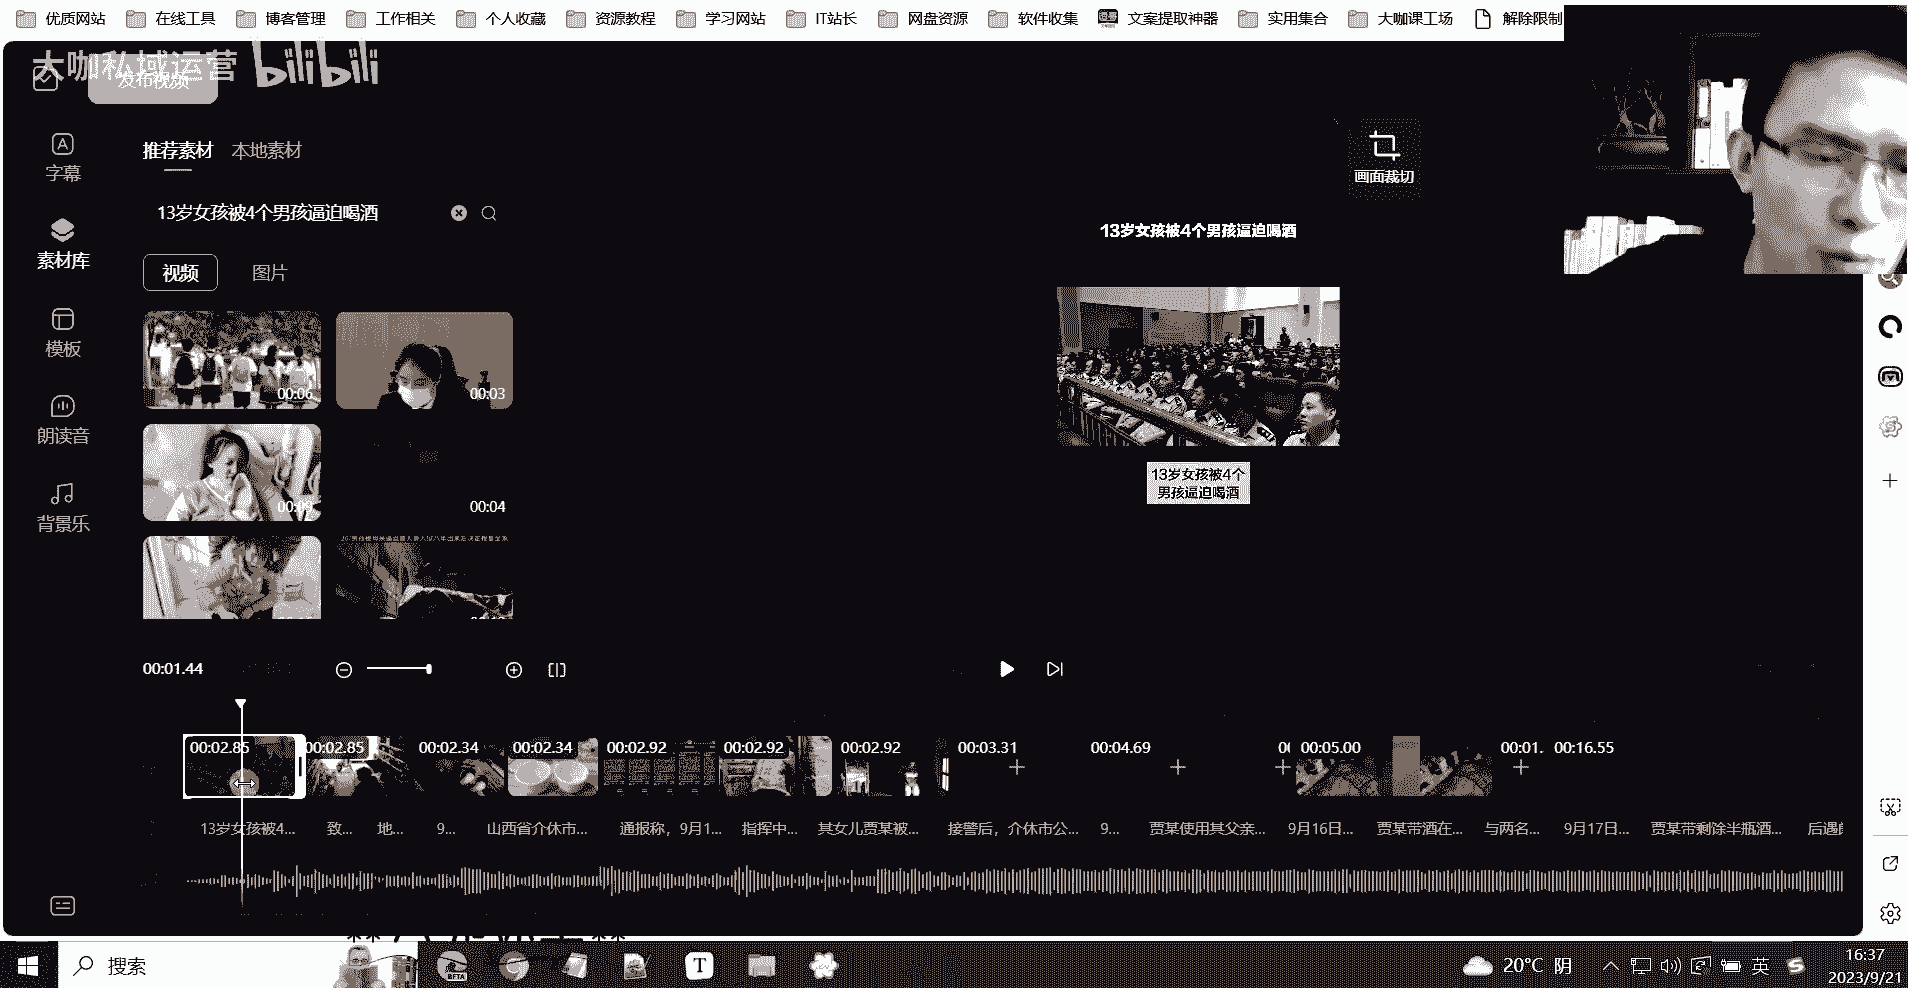 优质网站 在线工具 博客管理 工作相关 个人收藏 资源教程 学习网站 IT站长 网盘资源 软件收集 文案提取神器 实用集合 大咖课工场 解除限制
大咖私域运营 bilibili
发布视频
字幕
素材库
模板
朗读音
背景乐
推荐素材 本地素材
13岁女孩被4个男孩逼迫喝酒
视频 图片
00:06
00:03
00:04
画面裁切
13岁女孩被4个男孩逼迫喝酒
13岁女孩被4个
男孩逼迫喝酒
00:01.44
00:02.85 00:02.85 00:02.34 00:02.34 00:02.92 00:02.92 00:02.92 00:03.31 00:04.69 00:05.00 00:01. 00:16.55
13岁女孩被4... 致... 地... 9... 山西省介休市... 通报称，9月1... 指挥中... 其女儿贾某被... 接警后，介休市公... 9... 贾某使用其父亲... 9月16日... 贾某带酒在... 与两名... 9月17日... 贾某带剩除半瓶酒...
搜索
BETA
T
20°C 阴
英
16:37
2023/9/21